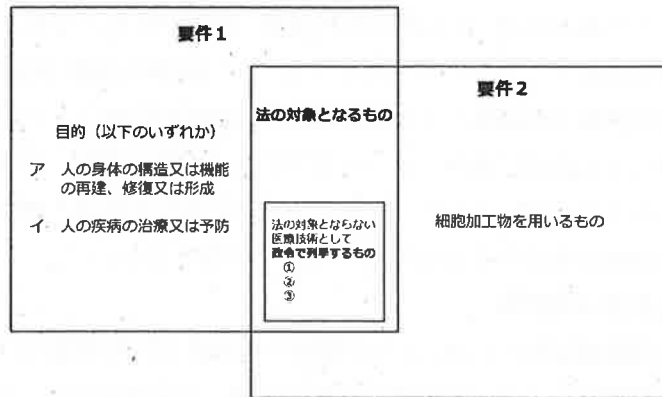 要件1
目的（以下のいずれか）
ア 人の身体の構造又は機能
の再建、修復又は形成
イ 人の疾病の治療又は予防
法の対象となるもの
法の対象とならない
医療技術として
政令で列挙するもの
①
②
③
要件2
細胞加工物を用いるもの